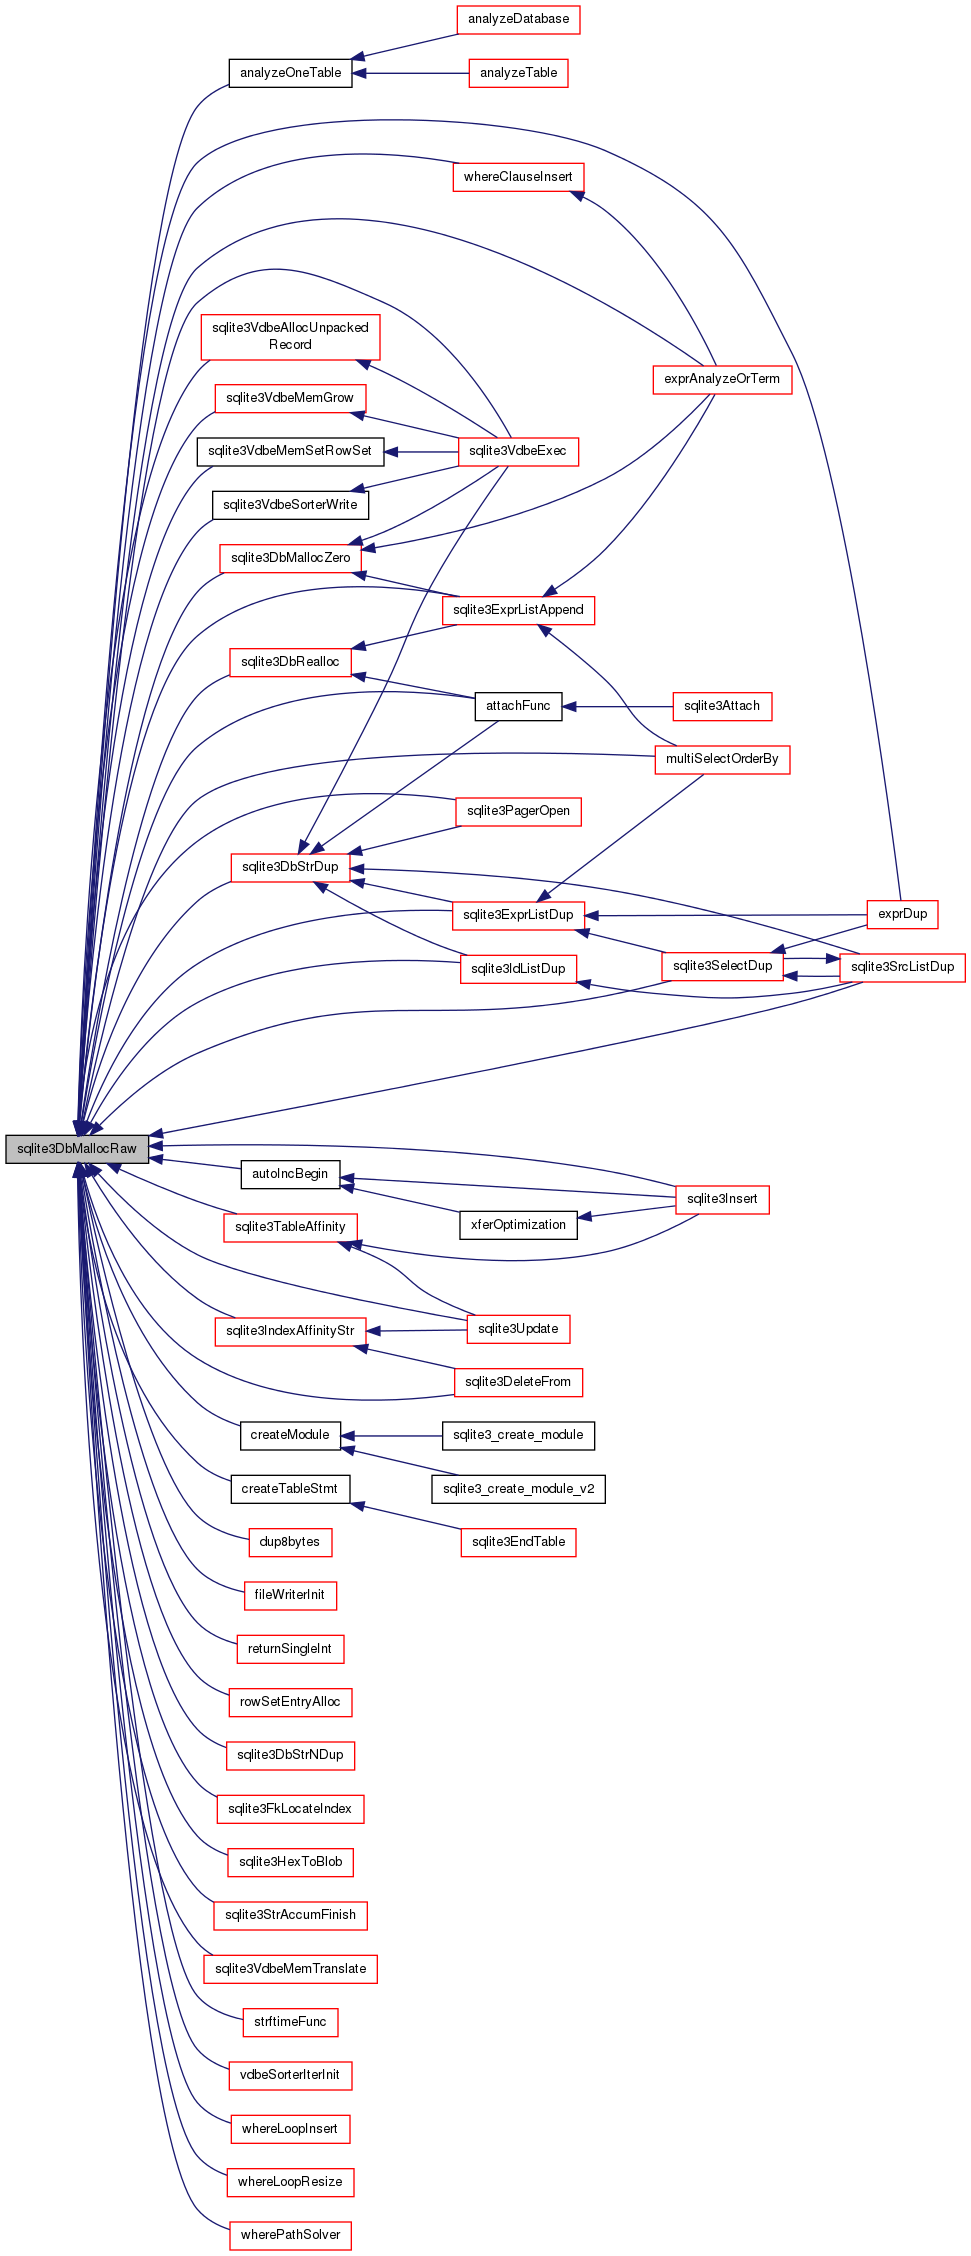 analyzeDatabase
analyzeOneTable
analyzeTable
whereClauseInsert
sqlite3VdbeAllocUnpacked
Record
exprAnalyzeOrTerm
sqlite3VdbeMemGrow
sqlite3VdbeMemSetRowSet
sqlite3VdbeExec
sqlite3VdbeSorterWrite
sqlite3DbMallocZero
sqlite3ExprListAppend
sqlite3DbRealloc
attachFunc
sqlite3Attach
multiSelectOrderBy
sqlite3PagerOpen
sqlite3DbStrDup
sqlite3ExprListDup
exprDup
sqlite3IdListDup
sqlite3SelectDup
sqlite3SrcListDup
sqlite3DbMallocRaw
autoIncBegin
sqlite3Insert
sqlite3TableAffinity
xferOptimization
sqlite3IndexAffinityStr
sqlite3Update
sqlite3DeleteFrom
createModule
sqlite3_create_module
createTableStmt
sqlite3_create_module_v2
dup8bytes
sqlite3EndTable
fileWriterInit
returnSingleInt
rowSetEntryAlloc
sqlite3DbStrNDup
sqlite3FkLocateIndex
sqlite3HexToBlob
sqlite3StrAccumFinish
sqlite3VdbeMemTranslate
strftimeFunc
vdbeSorterIterInit
whereLoopInsert
whereLoopResize
wherePathSolver